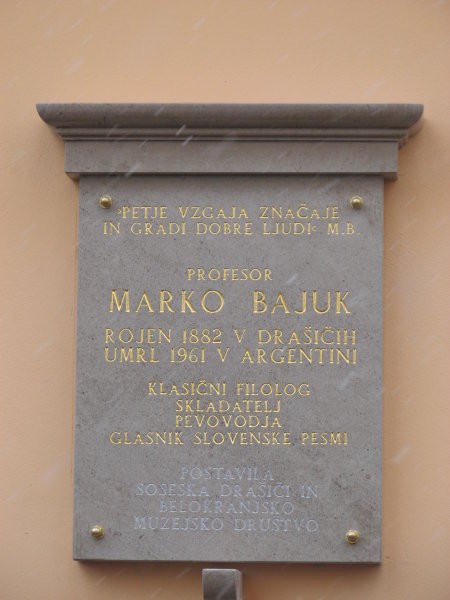 »PETJE VZGAJA ZNAČAJE
IN GRADI DOBRE LJUDI« M.B.
PROFESOR
MARKO BAJUK
ROJEN 1882 V DRAŠIČIH
UMRL 1961 V ARGENTINI
KLASIČNI FILOLOG
SKLADATELJ
PEVOVODJA
GLASNIK SLOVENSKE PESMI
POSTAVILA
SOSESKA DRAŠIČI IN
BELOKRANJSKO
MUZEJSKO DRUŠTVO